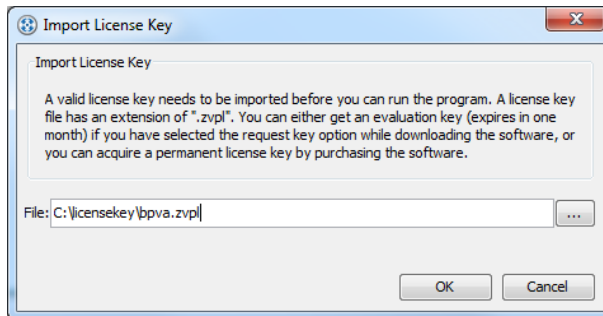 Import License Key
Import License Key
A valid license key needs to be imported before you can run the program. A license key
file has an extension of ".zvpl". You can either get an evaluation key (expires in one
month) if you have selected the request key option while downloading the software, or
you can acquire a permanent license key by purchasing the software.
File: C:\licensekey\bpva.zvpl
...
OK Cancel